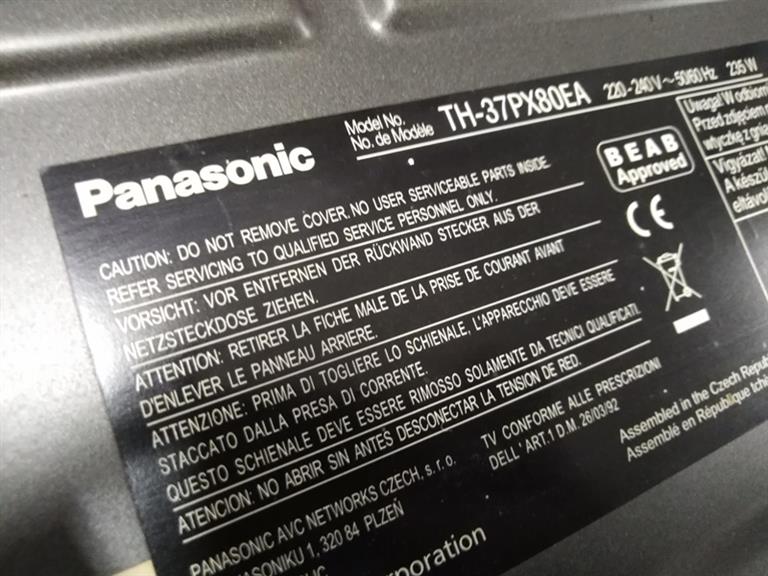 Panasonic
Model No.
No. de Modèle
TH-37PX80EA
220-240V~50/60Hz 235 W
CAUTION: DO NOT REMOVE COVER. NO USER SERVICEABLE PARTS INSIDE.
REFER SERVICING TO QUALIFIED SERVICE PERSONNEL ONLY.
VORSICHT: VOR ENTFERNEN DER RÜCKWAND STECKER AUS DER
NETZSTECKDOSE ZIEHEN.
ATTENTION: RETIRER LA FICHE MALE DE LA PRISE DE COURANT AVANT
D'ENLEVER LE PANNEAU ARRIERE.
ATTENZIONE: PRIMA DI TOGLIERE LO SCHIENALE, L'APPARECCHIO DEVE ESSERE
STACCATO DALLA PRESA DI CORRENTE.
QUESTO SCHIENALE DEVE ESSERE RIMOSSO SOLAMENTE DA TECNICI QUALIFICATI.
ATENCION: NO ABRIR SIN ANTES DESCONECTAR LA TENSION DE RED.
PANASONIC AVC NETWORKS CZECH, s.r.o.
1, 320 84 PLZEŇ
TV CONFORME ALLE PRESCRIZIONI
DELL' ART.1 D.M. 26/03/92
BEAB
Approved
CE
Assembled in the Czech
Assemblé en République
Uwaga! W
Przed zdjęciem
wtyczkę z
Vigyázat!
A